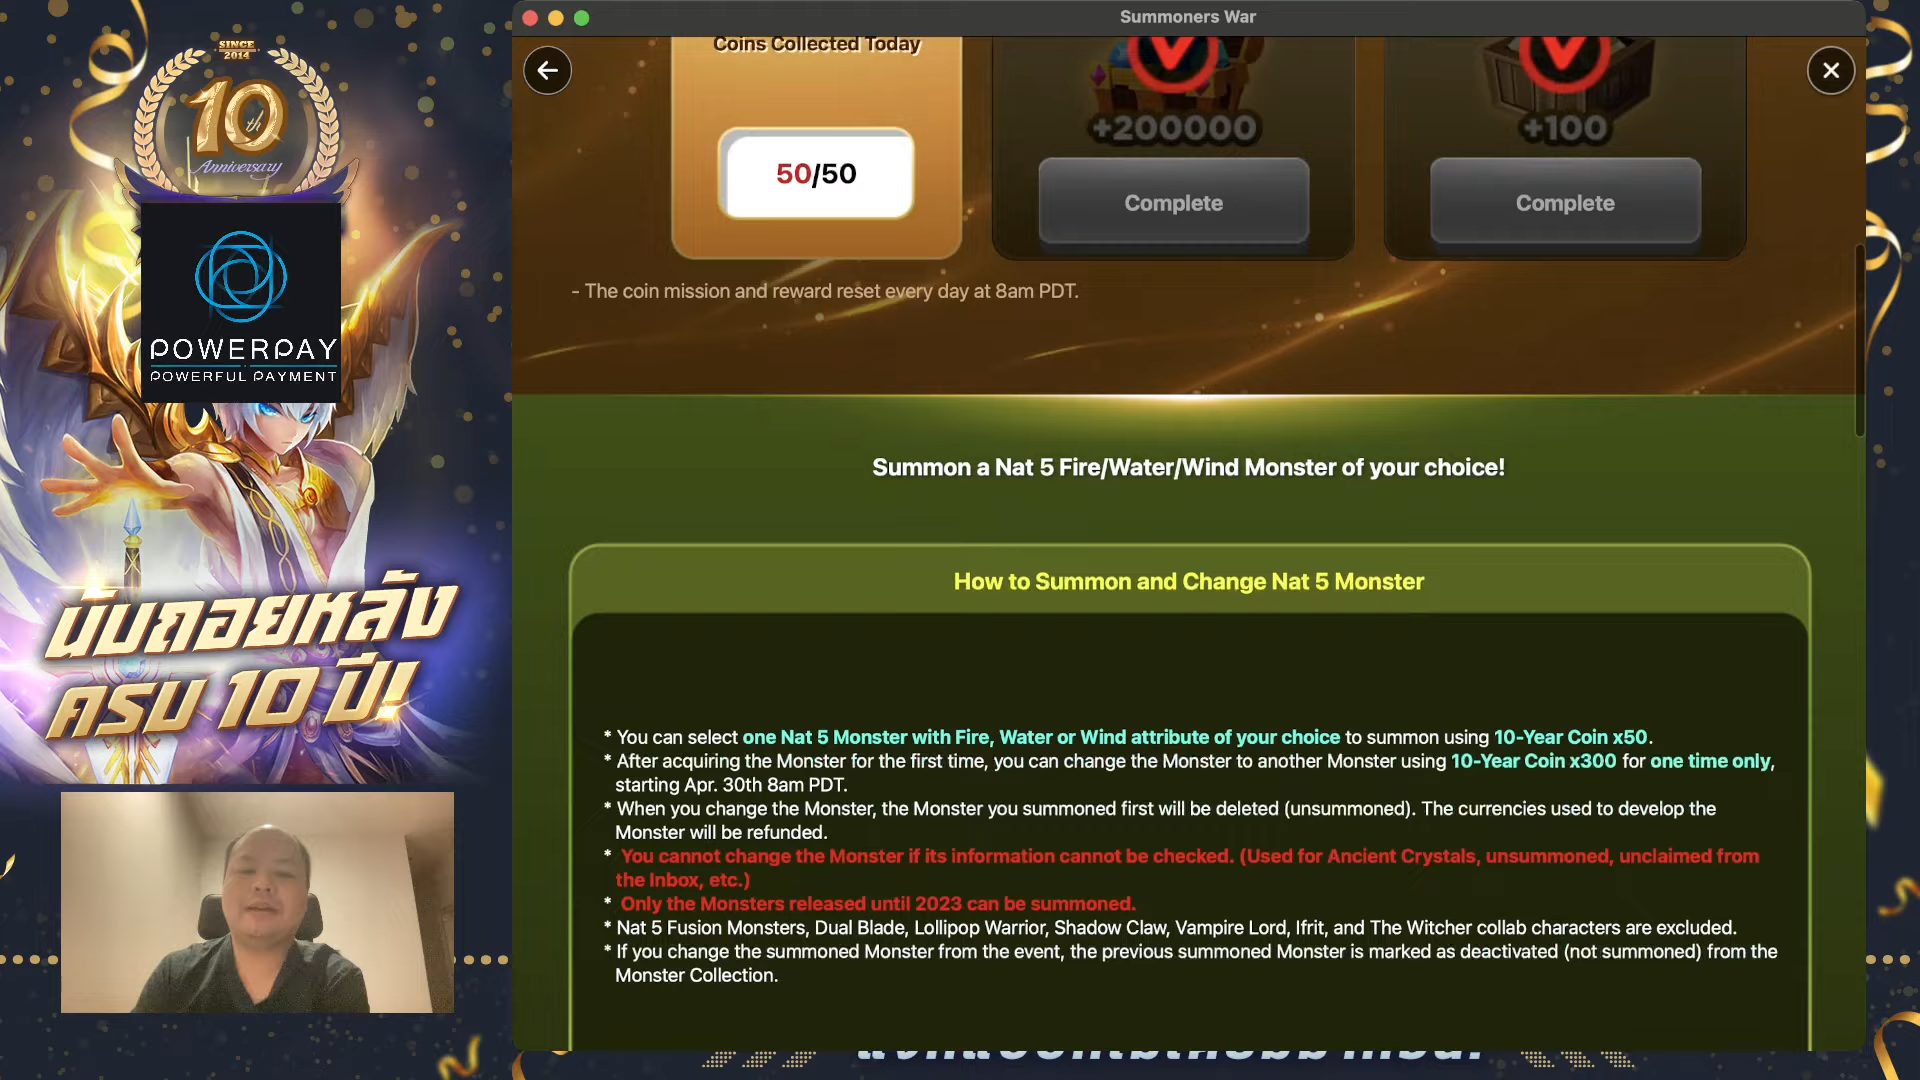 Summoners War
SINCE
2014
10th
Anniversary
POWERPAY
POWERFUL PAYMENT
นับถอยหลัง
ครบ 10 ปี!
Coins Collected Today
50/50
+200000
Complete
+100
Complete
- The coin mission and reward reset every day at 8am PDT.
Summon a Nat 5 Fire/Water/Wind Monster of your choice!
How to Summon and Change Nat 5 Monster
* You can select one Nat 5 Monster with Fire, Water or Wind attribute of your choice to summon using 10-Year Coin x50.
* After acquiring the Monster for the first time, you can change the Monster to another Monster using 10-Year Coin x300 for one time only,
starting Apr. 30th 8am PDT.
* When you change the Monster, the Monster you summoned first will be deleted (unsummoned). The currencies used to develop the
Monster will be refunded.
* You cannot change the Monster if its information cannot be checked. (Used for Ancient Crystals, unsummoned, unclaimed from
the Inbox, etc.)
* Only the Monsters released until 2023 can be summoned.
* Nat 5 Fusion Monsters, Dual Blade, Lollipop Warrior, Shadow Claw, Vampire Lord, Ifrit, and The Witcher collab characters are excluded.
* If you change the summoned Monster from the event, the previous summoned Monster is marked as deactivated (not summoned) from the
Monster Collection.